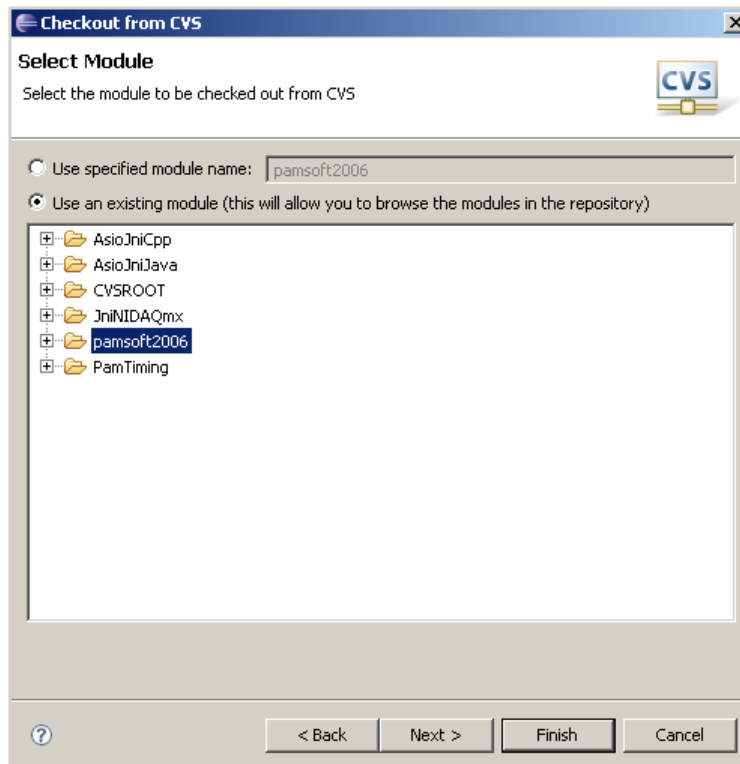 Checkout from CVS
Select Module
Select the module to be checked out from CVS
CVS
Use specified module name: pamsoft2006
Use an existing module (this will allow you to browse the modules in the repository)
AsioJniCpp
AsioJniJava
CVSROOT
JniNIDAQmx
pamsoft2006
PamTiming
? < Back Next > Finish Cancel